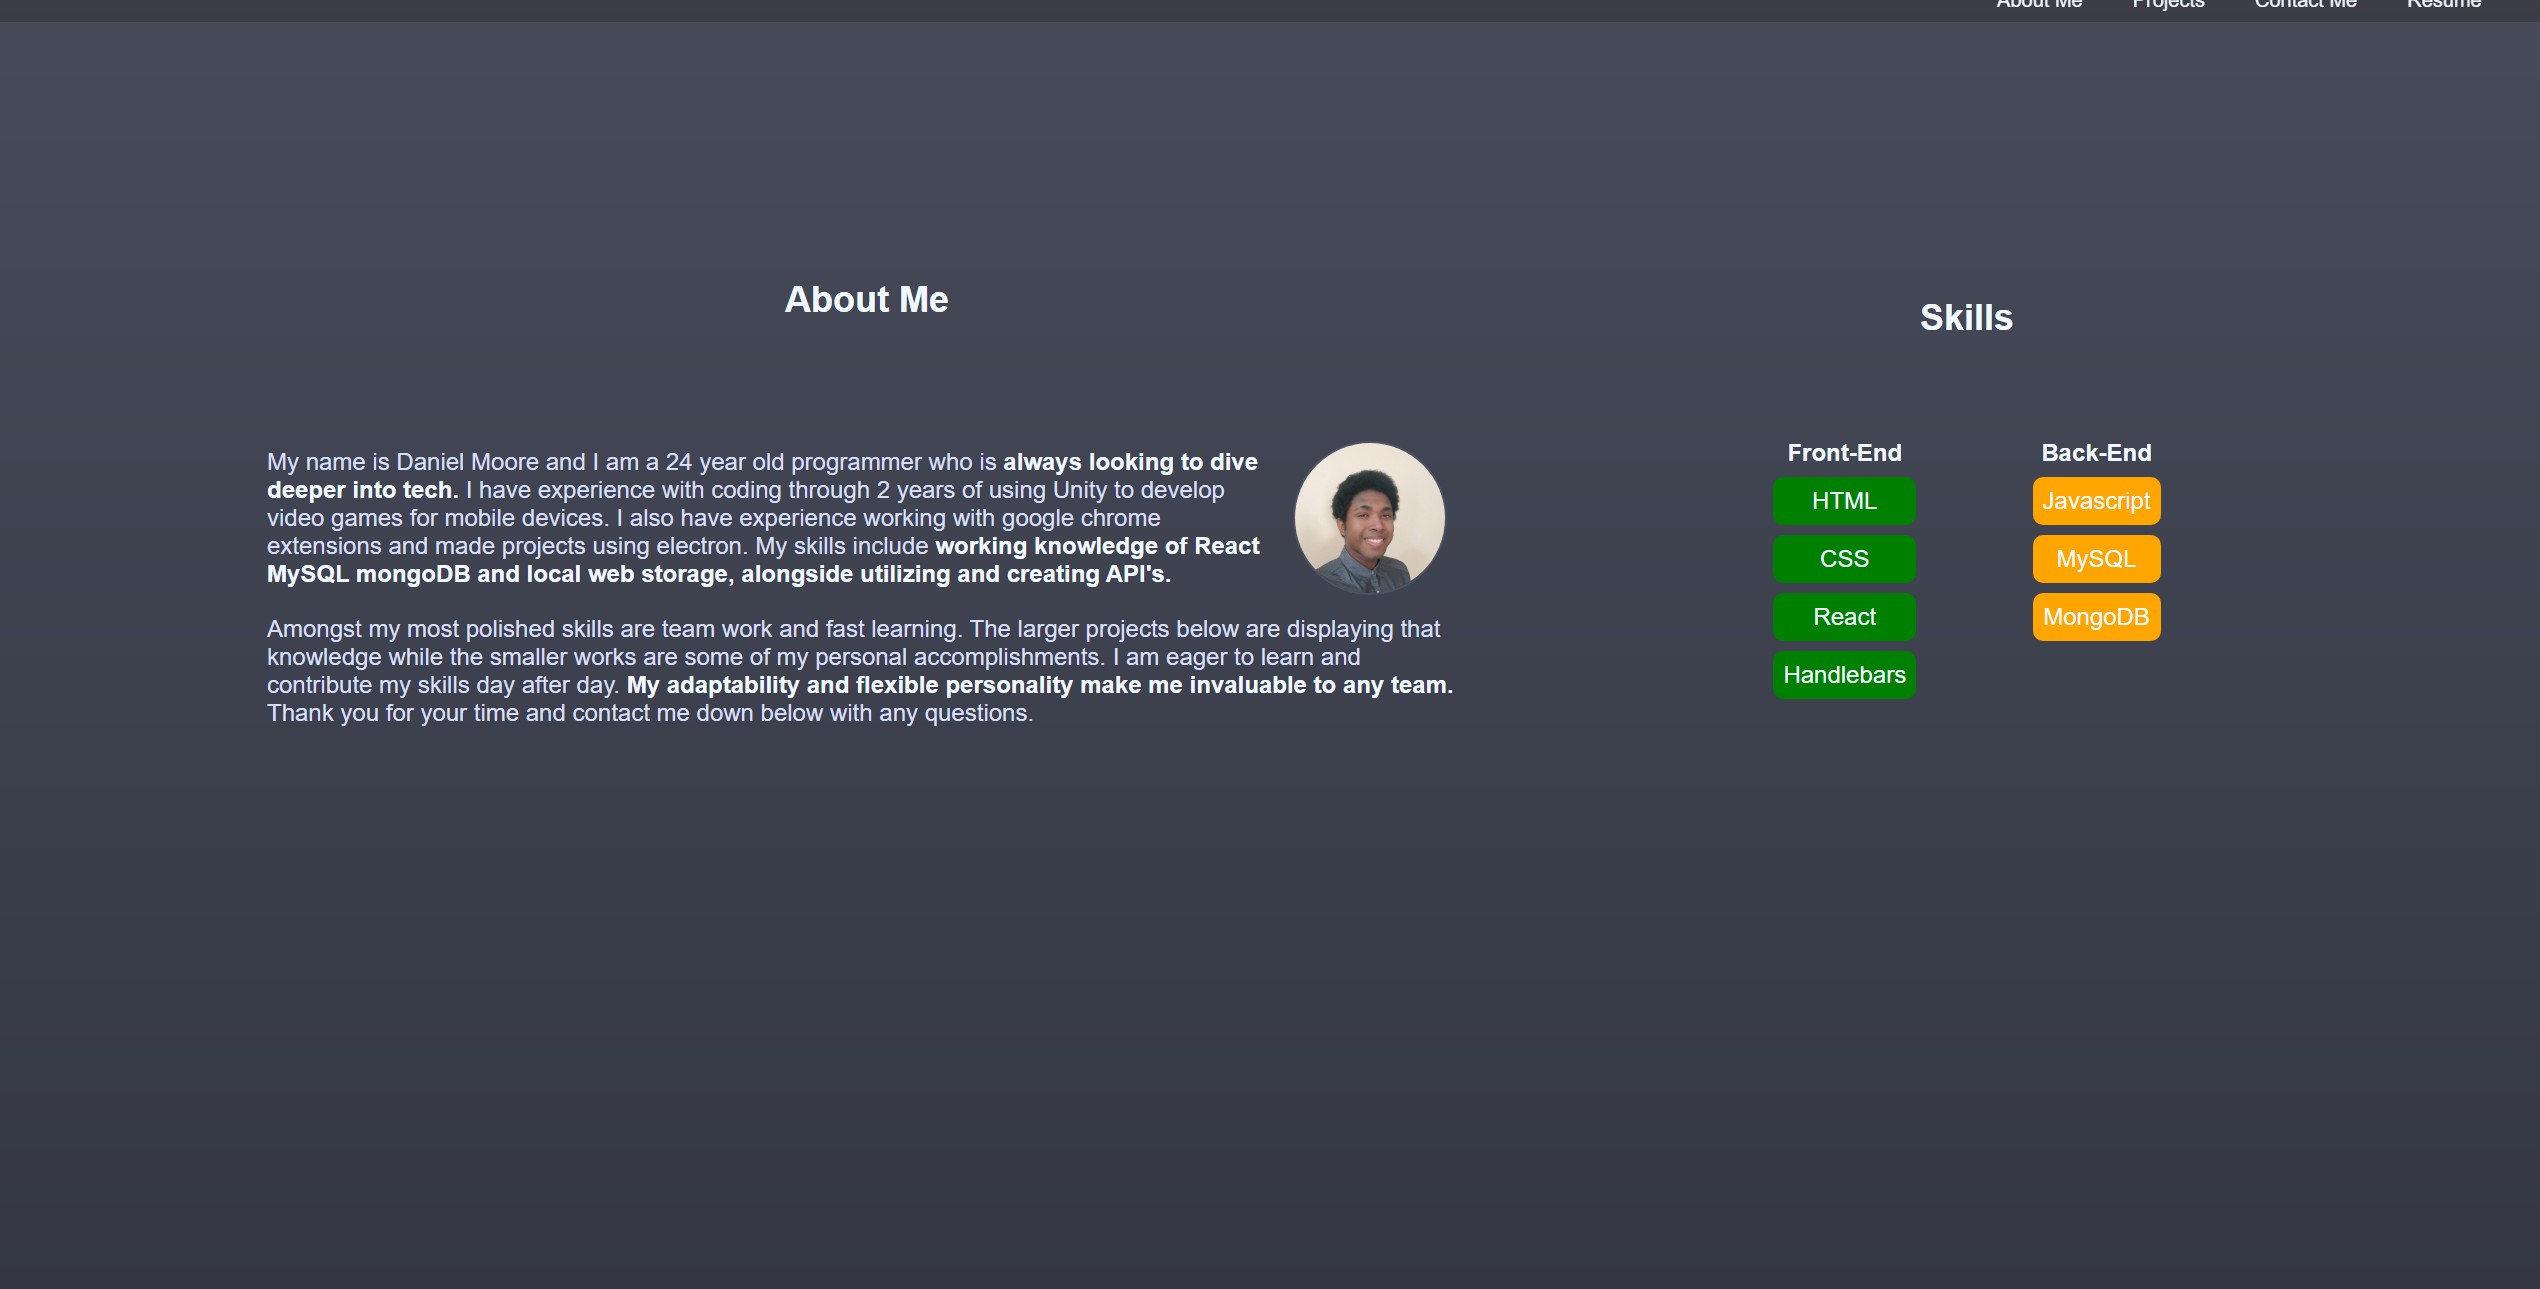 About Me Projects Contact Me Resume
About Me
My name is Daniel Moore and I am a 24 year old programmer who is always looking to dive
deeper into tech. I have experience with coding through 2 years of using Unity to develop
video games for mobile devices. I also have experience working with google chrome
extensions and made projects using electron. My skills include working knowledge of React
MySQL mongoDB and local web storage, alongside utilizing and creating API's.
Amongst my most polished skills are team work and fast learning. The larger projects below are displaying that
knowledge while the smaller works are some of my personal accomplishments. I am eager to learn and
contribute my skills day after day. My adaptability and flexible personality make me invaluable to any team.
Thank you for your time and contact me down below with any questions.
Skills
Front-End
HTML
CSS
React
Handlebars
Back-End
Javascript
MySQL
MongoDB